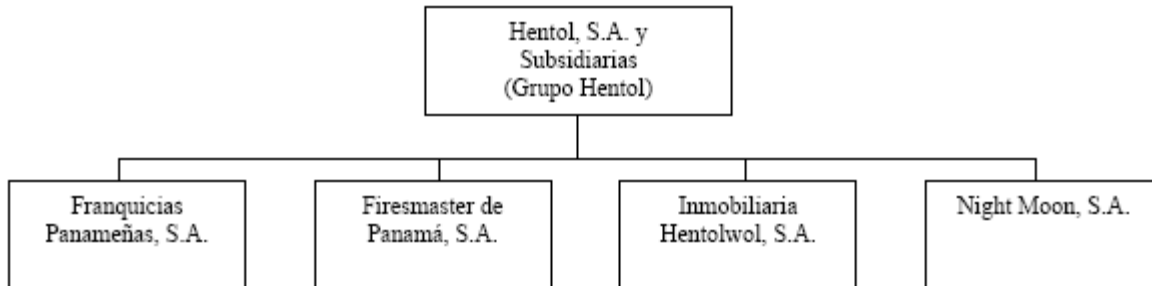 Hentol, S.A. y
Subsidiarias
(Grupo Hentol)
Franquicias
Panameñas, S.A.
Firesmaster de
Panamá, S.A.
Inmobiliaria
Hentolwol, S.A.
Night Moon, S.A.